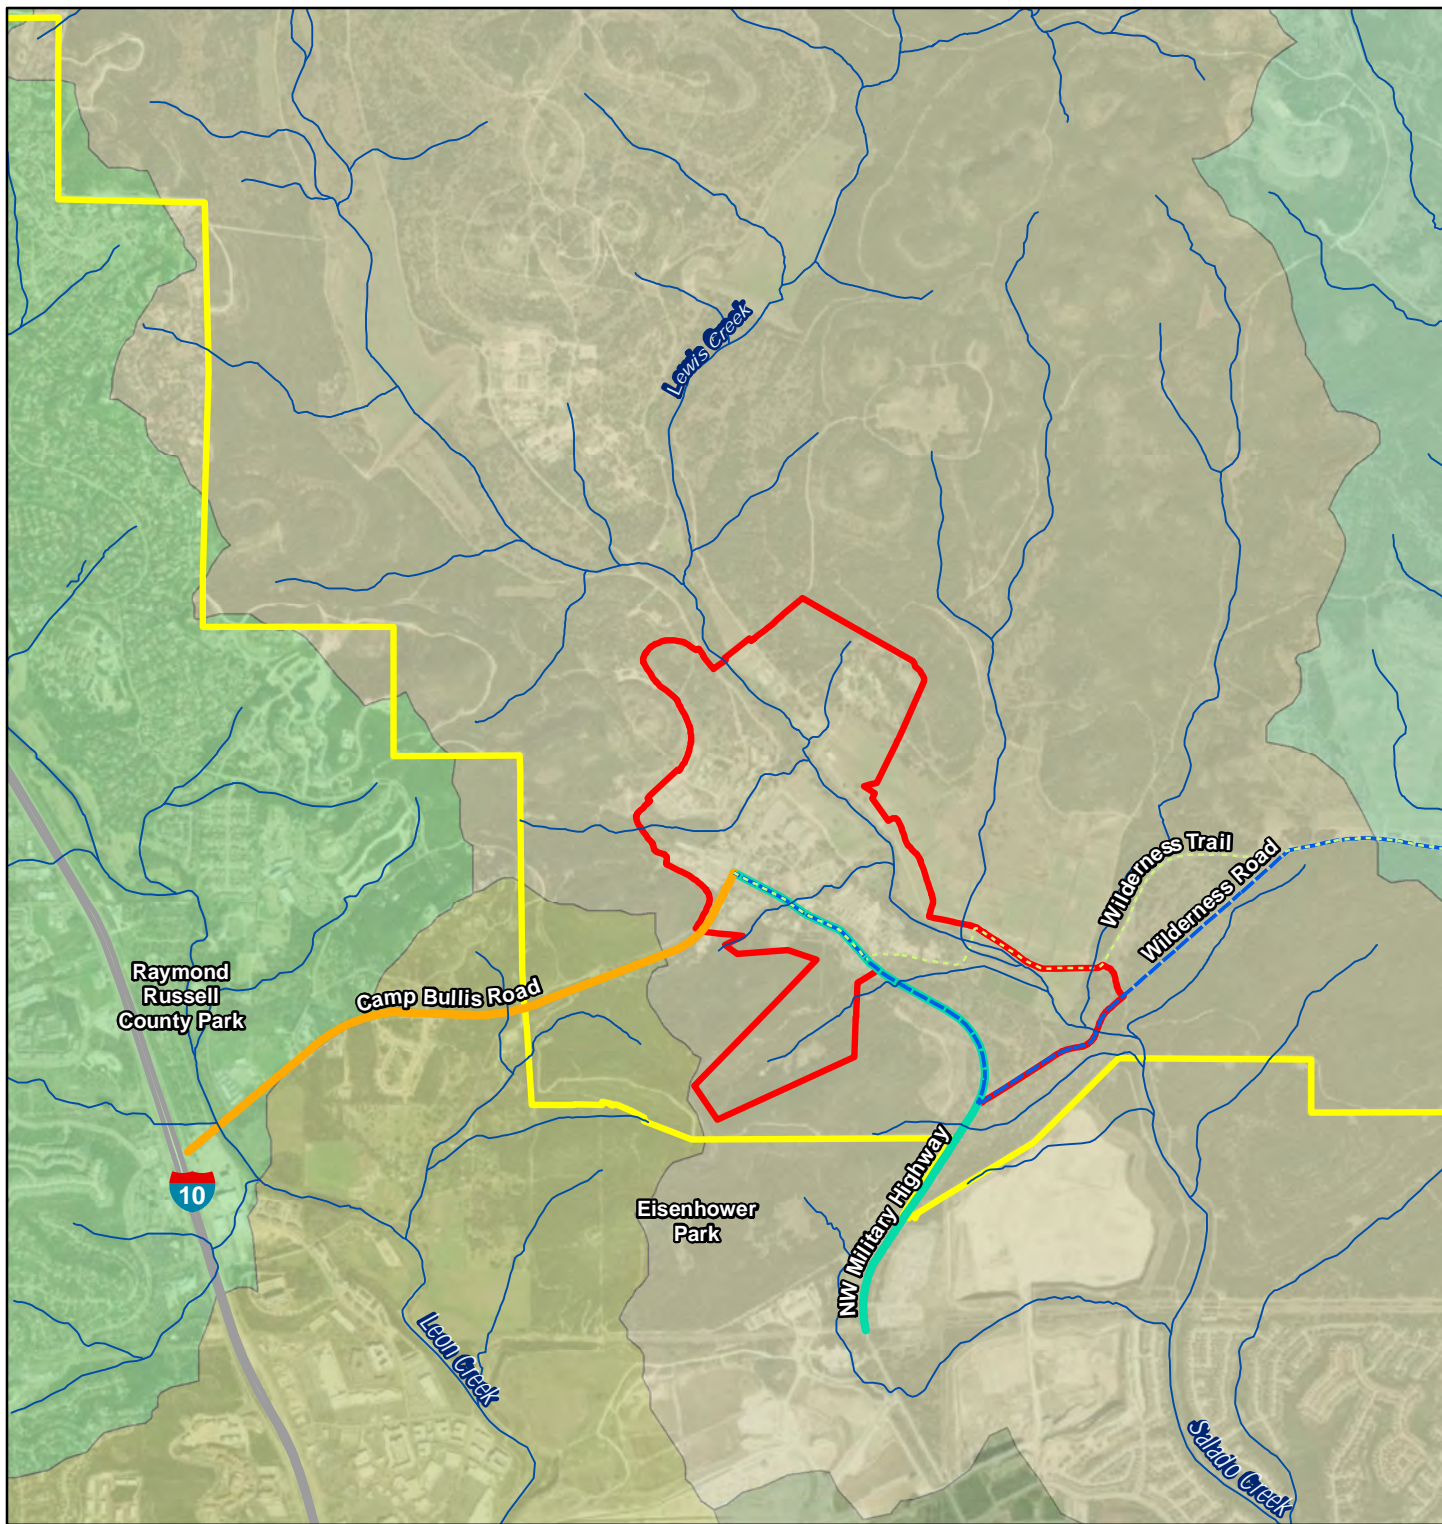 Lewis Creek
Wilderness Trail
Wilderness Road
Raymond
Russell
County Park
Camp Bullis Road
10
Eisenhower
Park
NW Military Highway
Leon Creek
Salado Creek